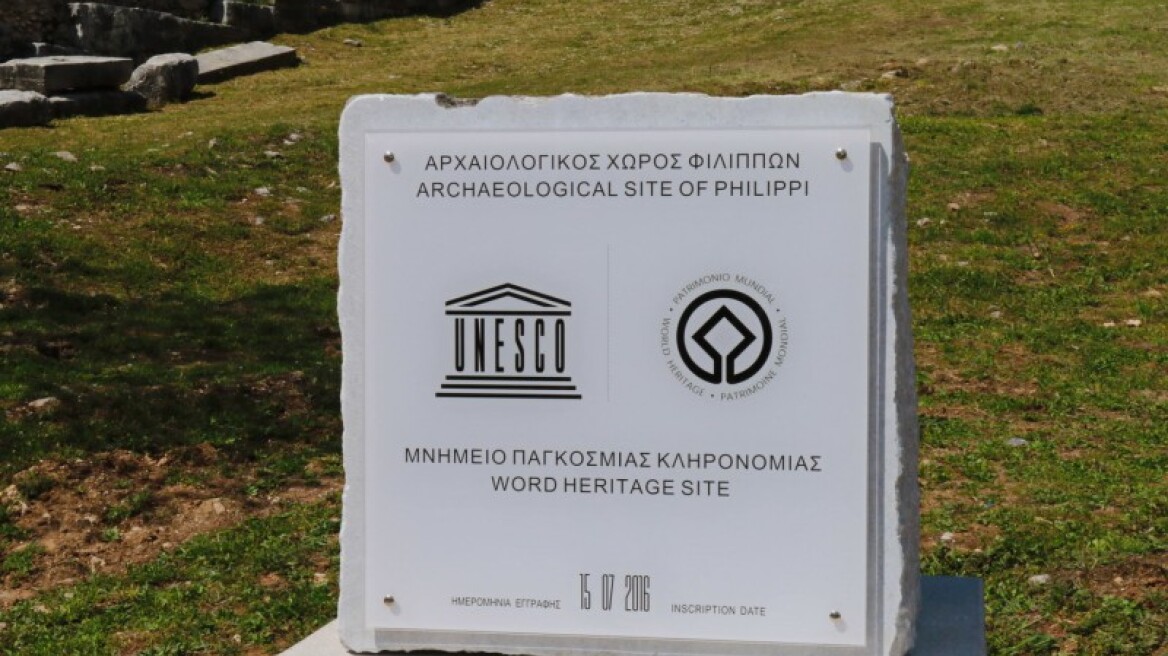 ΑΡΧΑΙΟΛΟΓΙΚΟΣ ΧΩΡΟΣ ΦΙΛΙΠΠΩΝ
ARCHAEOLOGICAL SITE OF PHILIPPI
UNESCO
PATRIMONIO MUNDIAL • WORLD HERITAGE • PATRIMOINE MONDIAL •
ΜΝΗΜΕΙΟ ΠΑΓΚΟΣΜΙΑΣ ΚΛΗΡΟΝΟΜΙΑΣ
WORD HERITAGE SITE
ΗΜΕΡΟΜΗΝΙΑ ΕΓΓΡΑΦΗΣ 15 07 2016 INSCRIPTION DATE